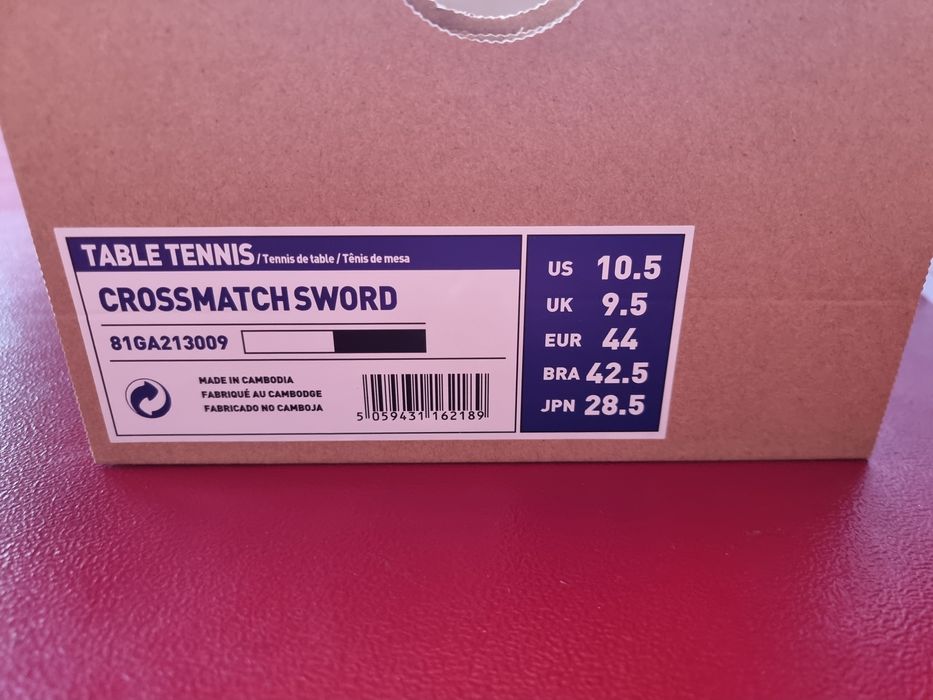 TABLE TENNIS / Tennis de table / Tênis de mesa
CROSSMATCH SWORD
81GA213009
MADE IN CAMBODIA
FABRIQUÉ AU CAMBODGE
FABRICADO NO CAMBOJA
5 059431 162189
US 10.5
UK 9.5
EUR 44
BRA 42.5
JPN 28.5